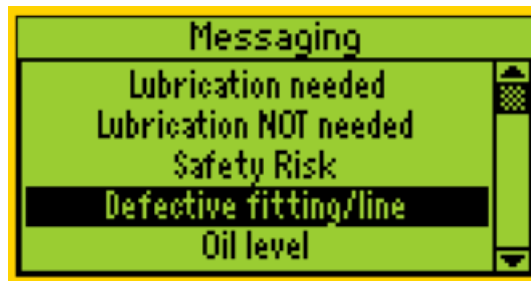 Messaging
Lubrication needed
Lubrication NOT needed
Safety Risk
Defective fitting/line
Oil level